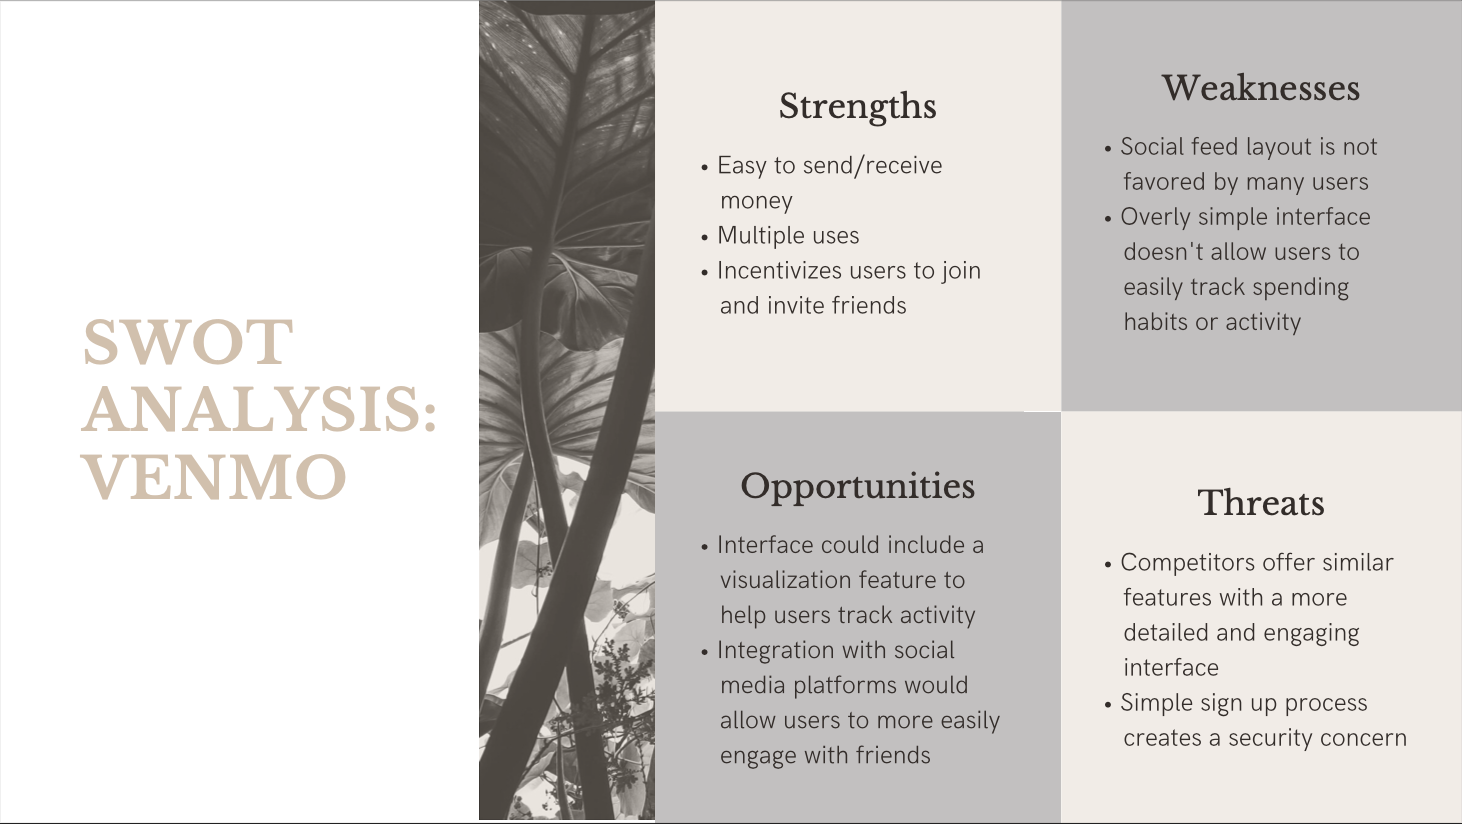 SWOT
ANALYSIS:
VENMO
Strengths
• Easy to send/receive
money
• Multiple uses
• Incentivizes users to join
and invite friends
Weaknesses
• Social feed layout is not
favored by many users
• Overly simple interface
doesn't allow users to
easily track spending
habits or activity
Opportunities
• Interface could include a
visualization feature to
help users track activity
• Integration with social
media platforms would
allow users to more easily
engage with friends
Threats
• Competitors offer similar
features with a more
detailed and engaging
interface
• Simple sign up process
creates a security concern